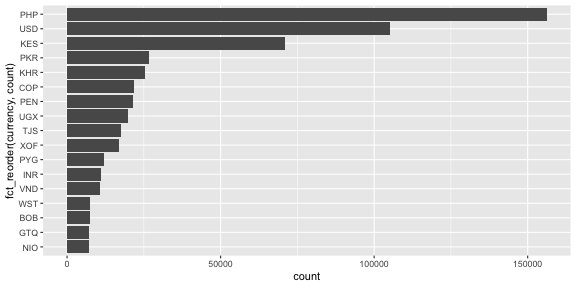 fct_reorder(currency, count)
PHP
USD
KES
PKR
KHR
COP
PEN
UGX
TJS
XOF
PYG
INR
VND
WST
BOB
GTQ
NIO
0
50000
100000
150000
count